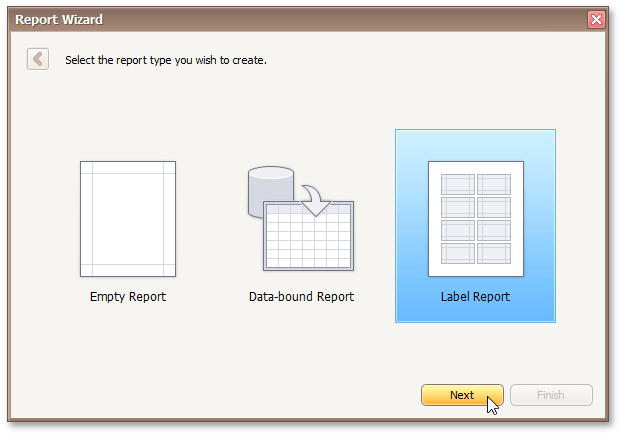 Report Wizard
Select the report type you wish to create.
Empty Report
Data-bound Report
Label Report
Next
Finish